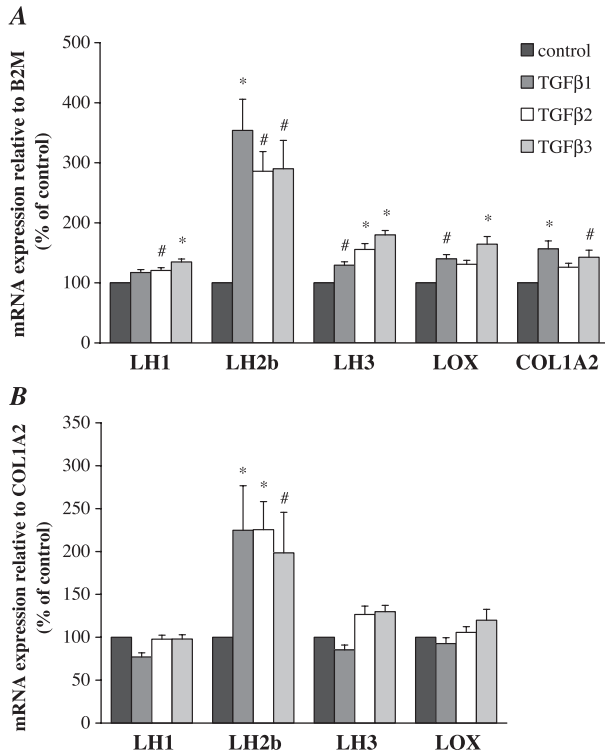 A
mRNA expression relative to B2M
(% of control)
500
400
300
200
100
0
control
TGFβ1
TGFβ2
TGFβ3
# *
* # #
# * *
# *
* #
LH1 LH2b LH3 LOX COL1A2
B
mRNA expression relative to COL1A2
(% of control)
350
300
250
200
150
100
50
0
* * #
LH1 LH2b LH3 LOX